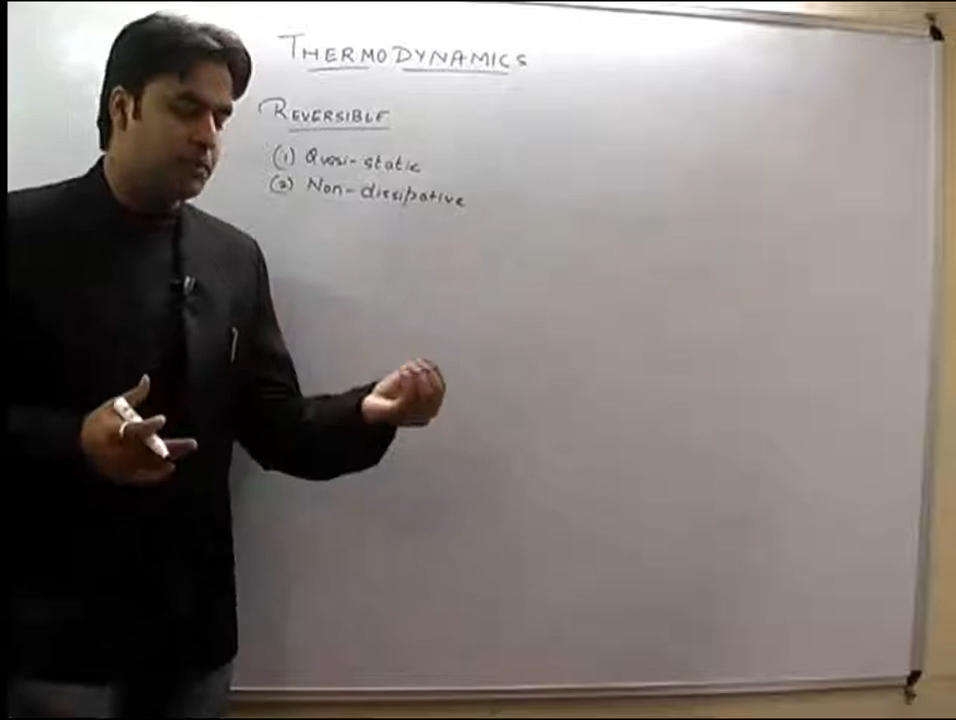 THERMODYNAMICS
REVERSIBLE
(1) Quasi-static
(2) Non-dissipative